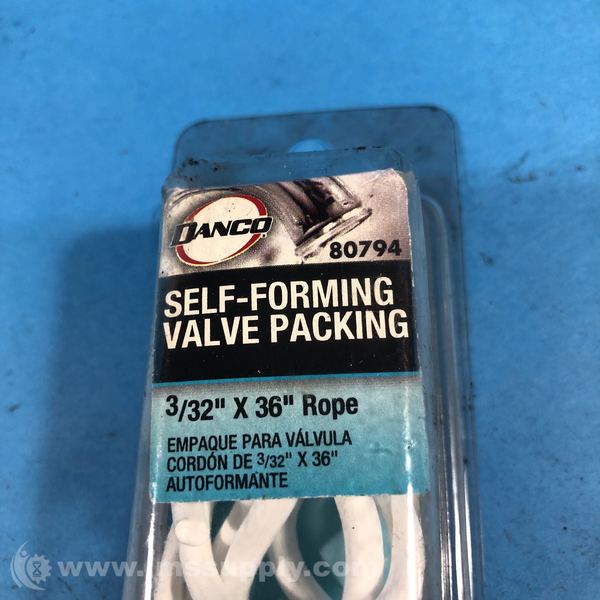 DANCO
80794
SELF-FORMING
VALVE PACKING
3/32" X 36" Rope
EMPAQUE PARA VÁLVULA
CORDÓN DE 3/32" X 36"
AUTOFORMANTE
www.imssupply.com